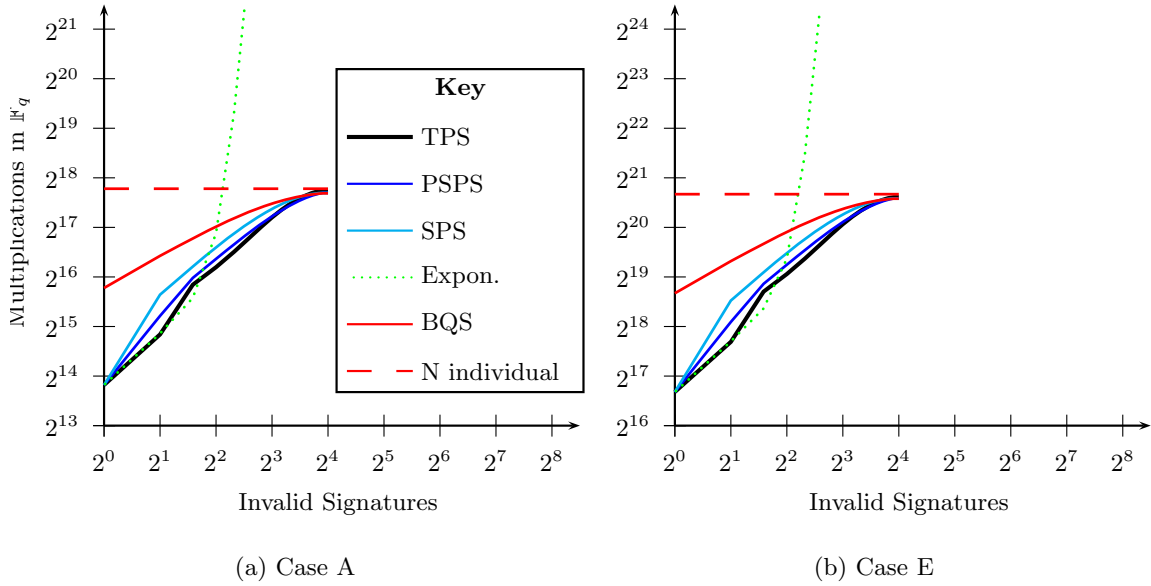 Multiplications in 𝔽_q
2^21
2^20
2^19
2^18
2^17
2^16
2^15
2^14
2^13
2^0 2^1 2^2 2^3 2^4 2^5 2^6 2^7 2^8
Invalid Signatures
(a) Case A
Key
TPS
PSPS
SPS
Expon.
BQS
N individual
2^24
2^23
2^22
2^21
2^20
2^19
2^18
2^17
2^16
2^0 2^1 2^2 2^3 2^4 2^5 2^6 2^7 2^8
Invalid Signatures
(b) Case E